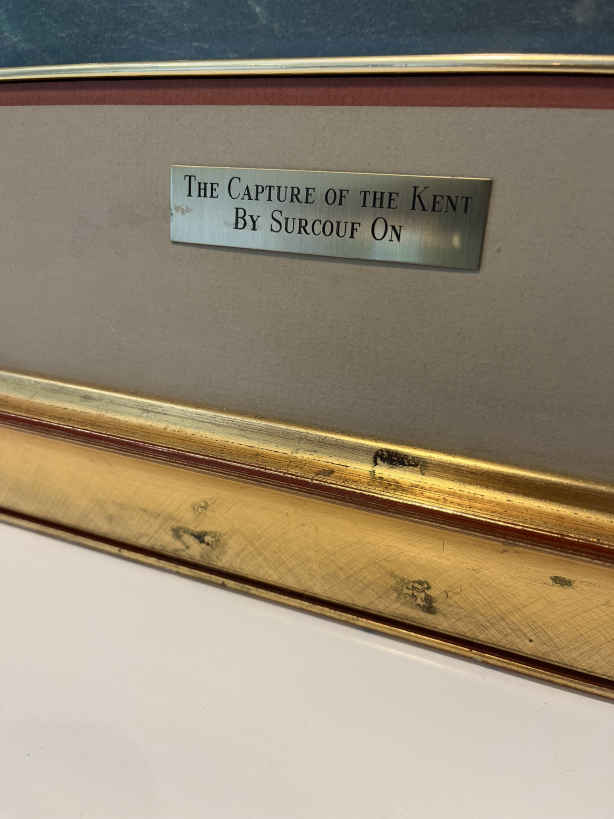 The Capture of the Kent
By Surcouf On